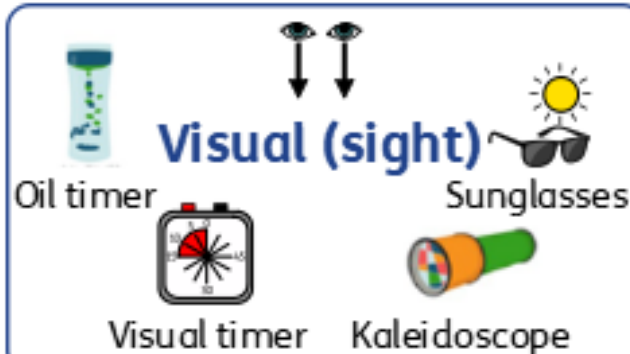 Visual (sight)
Oil timer
Sunglasses
Visual timer
Kaleidoscope